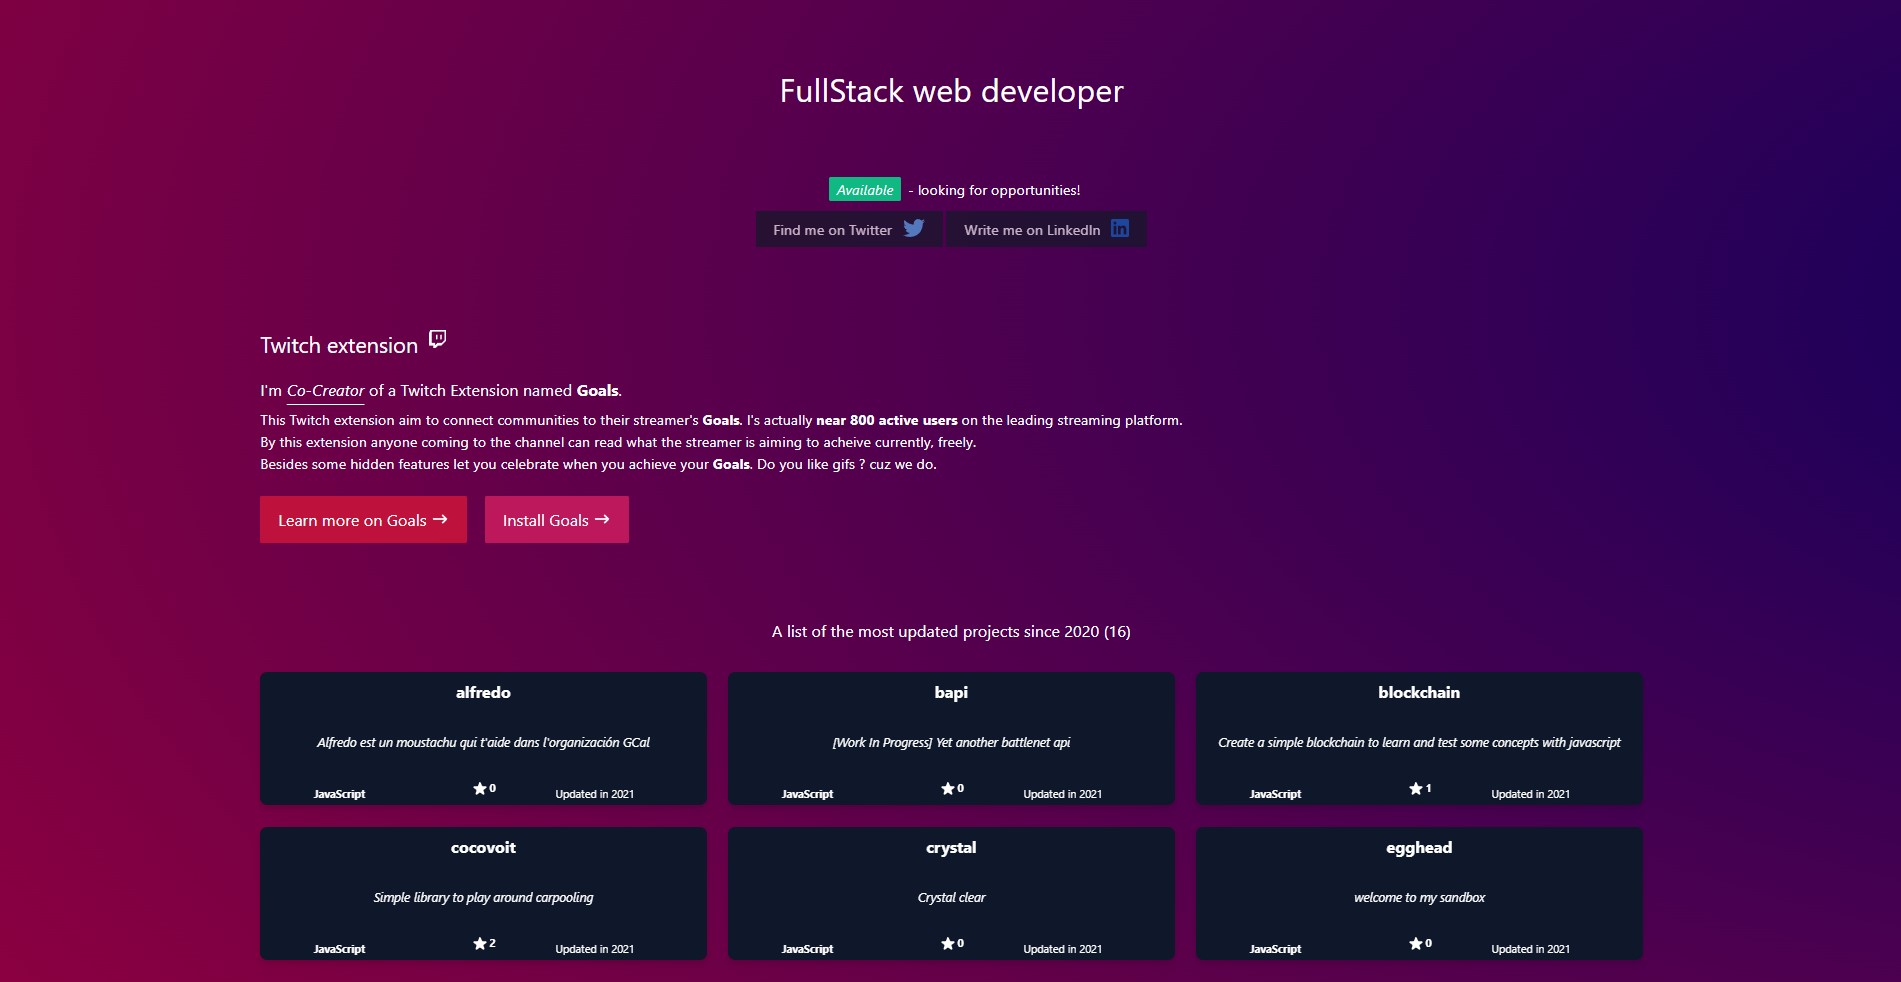 FullStack web developer
Available - looking for opportunities!
Find me on Twitter
Write me on LinkedIn
Twitch extension
I'm Co-Creator of a Twitch Extension named Goals.
This Twitch extension aim to connect communities to their streamer's Goals. I's actually near 800 active users on the leading streaming platform.
By this extension anyone coming to the channel can read what the streamer is aiming to acheive currently, freely.
Besides some hidden features let you celebrate when you achieve your Goals. Do you like gifs ? cuz we do.
Learn more on Goals →
Install Goals →
A list of the most updated projects since 2020 (16)
alfredo
Alfredo est un moustachu qui t'aide dans l'organización GCal
JavaScript ★ 0 Updated in 2021
bapi
[Work In Progress] Yet another battlenet api
JavaScript ★ 0 Updated in 2021
blockchain
Create a simple blockchain to learn and test some concepts with javascript
JavaScript ★ 1 Updated in 2021
cocovoit
Simple library to play around carpooling
JavaScript ★ 2 Updated in 2021
crystal
Crystal clear
JavaScript ★ 0 Updated in 2021
egghead
welcome to my sandbox
JavaScript ★ 0 Updated in 2021